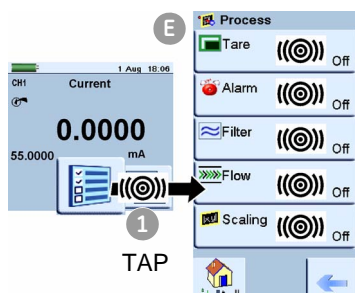 E
Process
Tare
Off
Alarm
Off
Filter
Off
Flow
Off
Scaling
Off
1 Aug 18:06
CH1
Current
0.0000
55.0000
mA
1
TAP